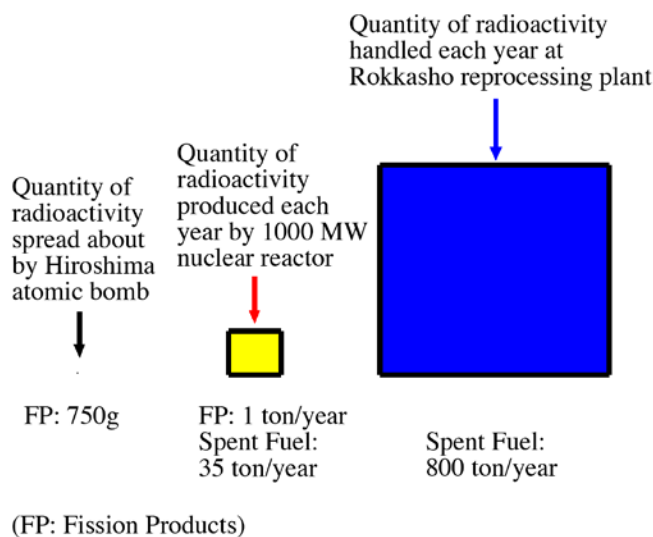 Quantity of radioactivity
handled each year at
Rokkasho reprocessing plant
Quantity of
radioactivity
produced each
year by 1000 MW
nuclear reactor
Quantity of
radioactivity
spread about
by Hiroshima
atomic bomb
FP: 750g
FP: 1 ton/year
Spent Fuel:
35 ton/year
Spent Fuel:
800 ton/year
(FP: Fission Products)